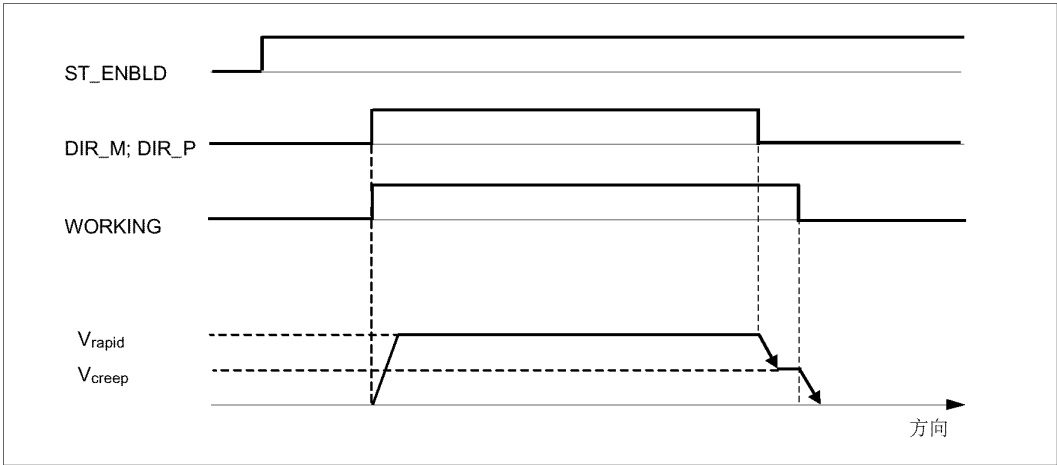 ST_ENBLD
DIR_M; DIR_P
WORKING
Vrapid
Vcreep
方向